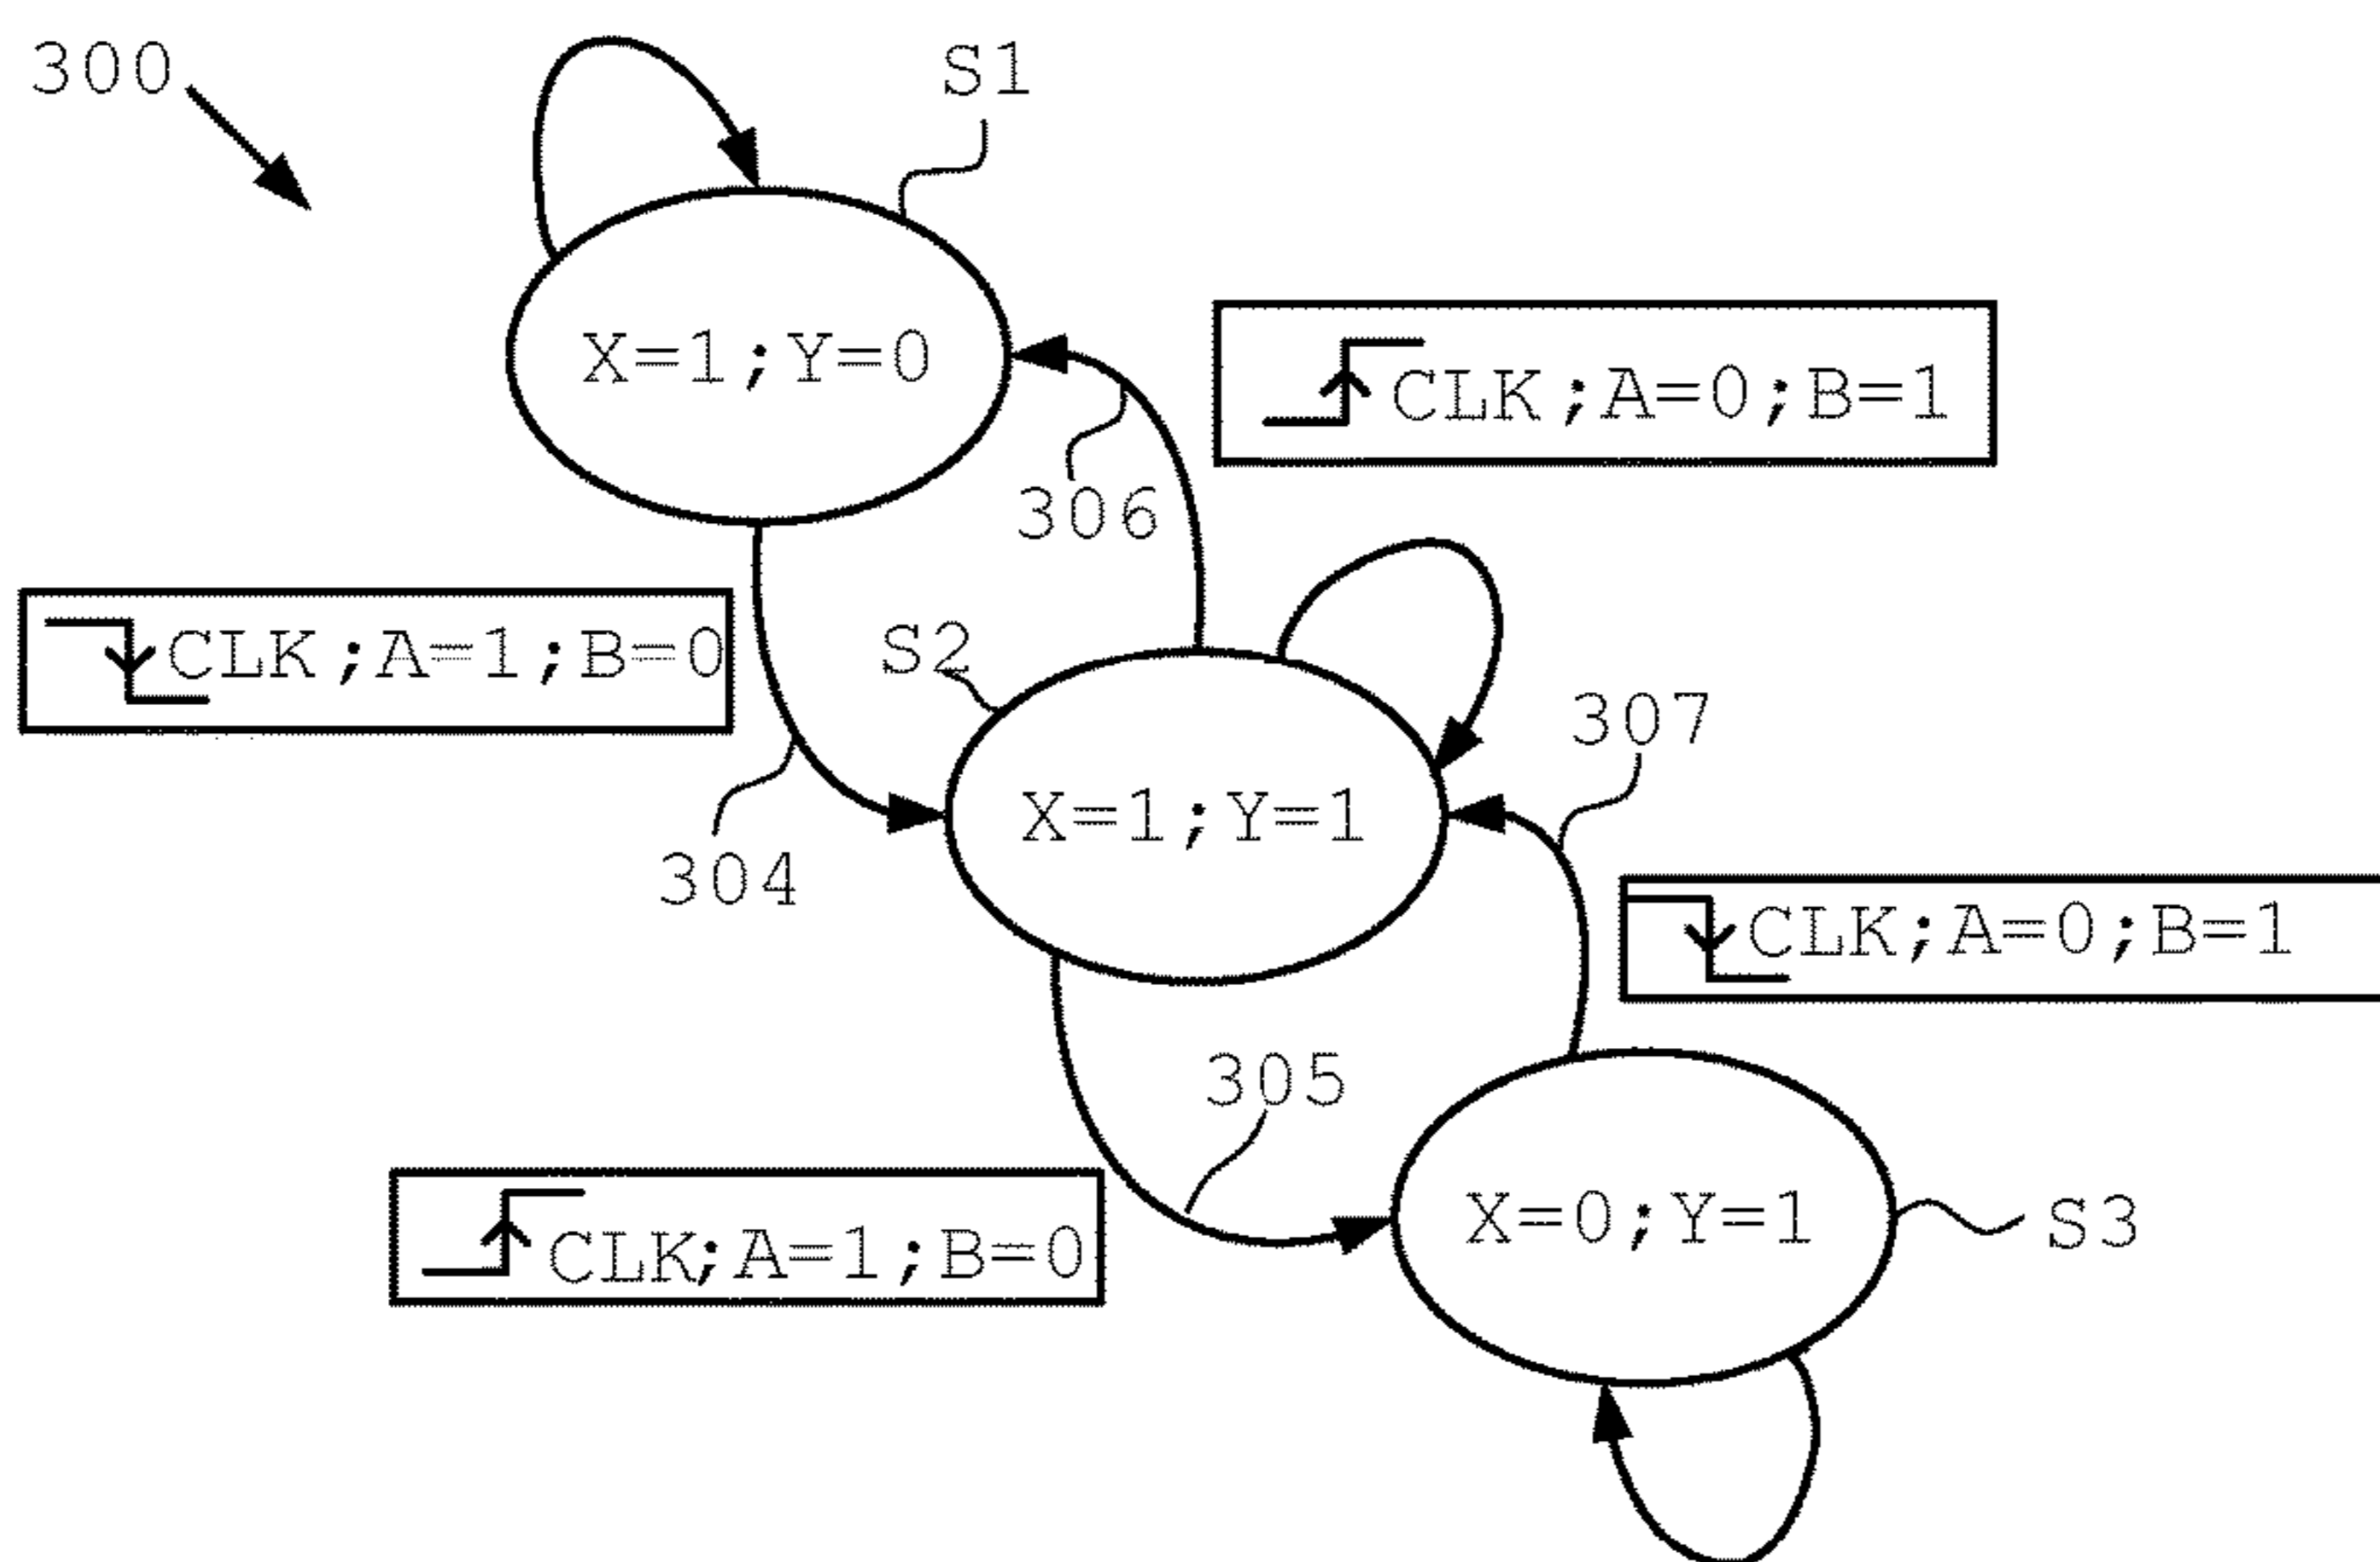 300
S1
X=1;Y=0
CLK;A=0;B=1
306
CLK;A=1;B=0
S2
307
X=1;Y=1
304
CLK;A=0;B=1
305
X=0;Y=1
S3
CLK;A=1;B=0